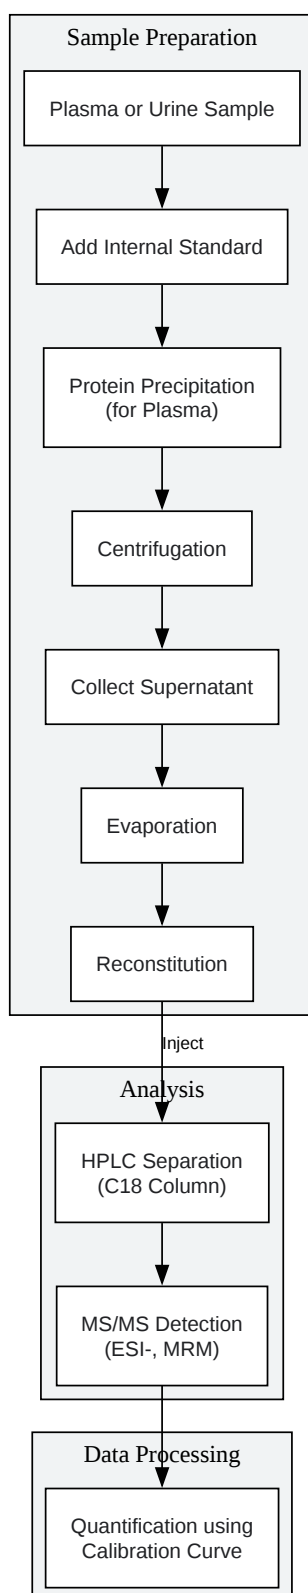 Sample Preparation
Plasma or Urine Sample
Add Internal Standard
Protein Precipitation
(for Plasma)
Centrifugation
Collect Supernatant
Evaporation
Reconstitution
Inject
Analysis
HPLC Separation
(C18 Column)
MS/MS Detection
(ESI-, MRM)
Data Processing
Quantification using
Calibration Curve